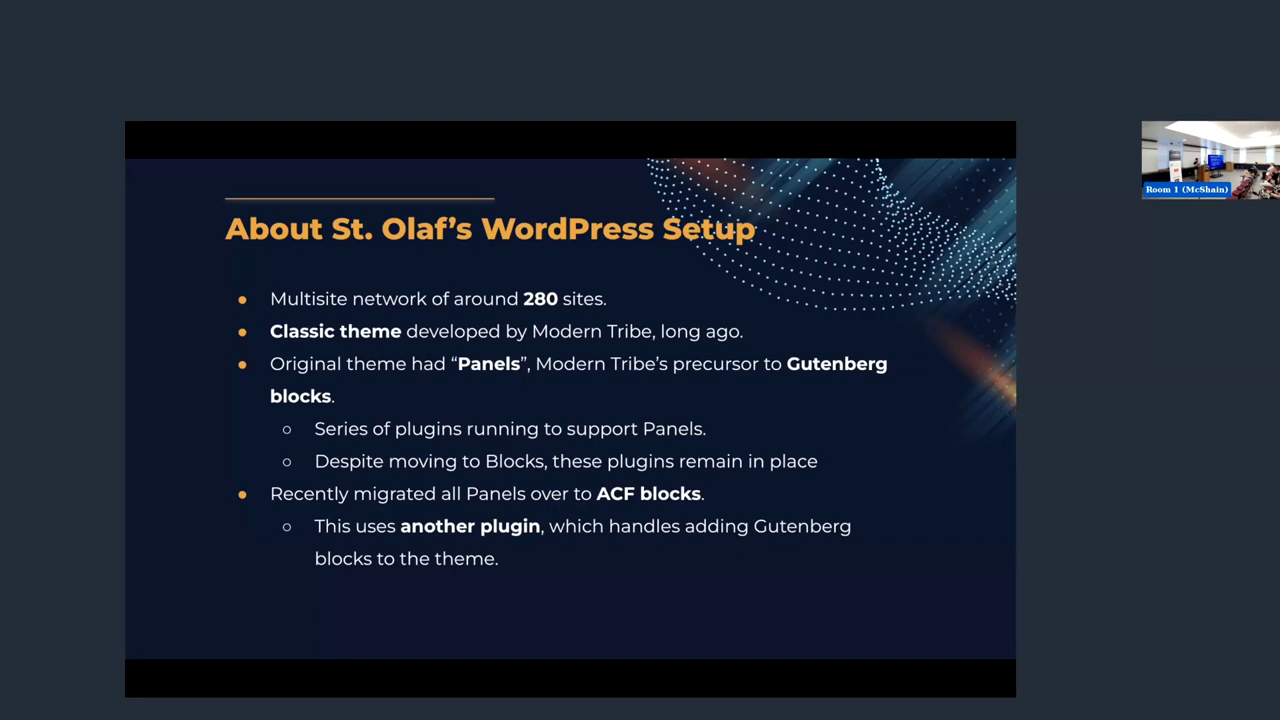 About St. Olaf’s WordPress Setup
● Multisite network of around 280 sites.
● Classic theme developed by Modern Tribe, long ago.
● Original theme had “Panels”, Modern Tribe’s precursor to Gutenberg
blocks.
○ Series of plugins running to support Panels.
○ Despite moving to Blocks, these plugins remain in place
● Recently migrated all Panels over to ACF blocks.
○ This uses another plugin, which handles adding Gutenberg
blocks to the theme.
Room 1 (McShain)